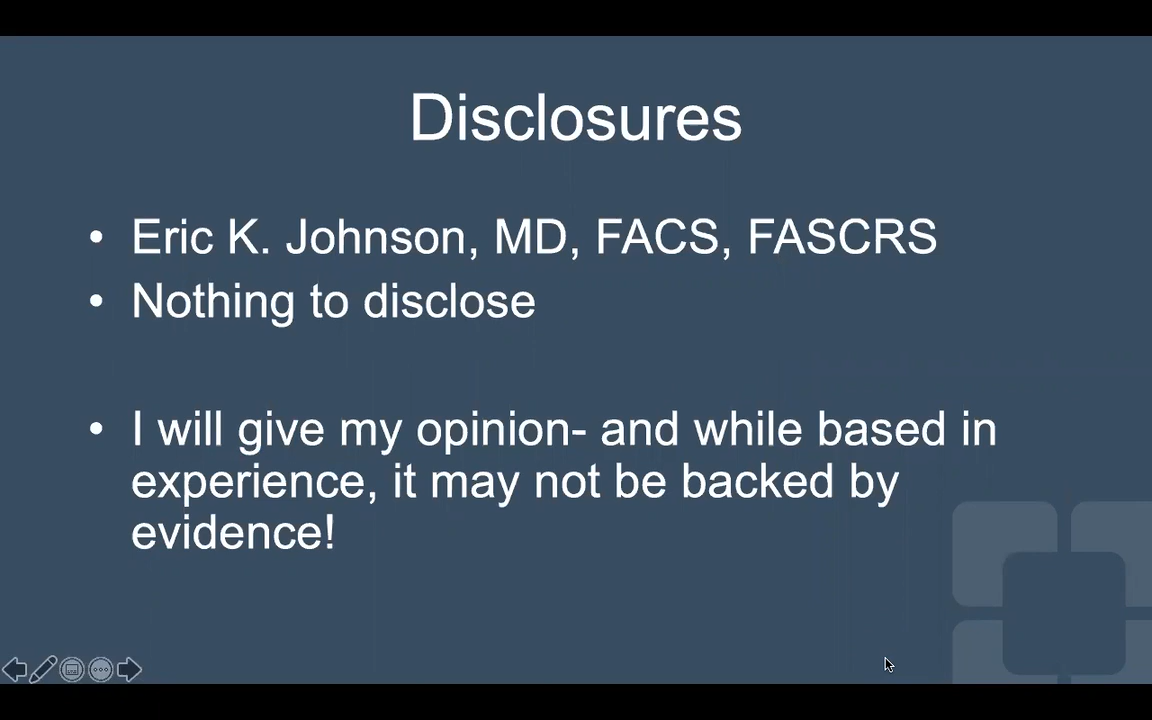 Disclosures
• Eric K. Johnson, MD, FACS, FASCRS
• Nothing to disclose
• I will give my opinion- and while based in
experience, it may not be backed by
evidence!